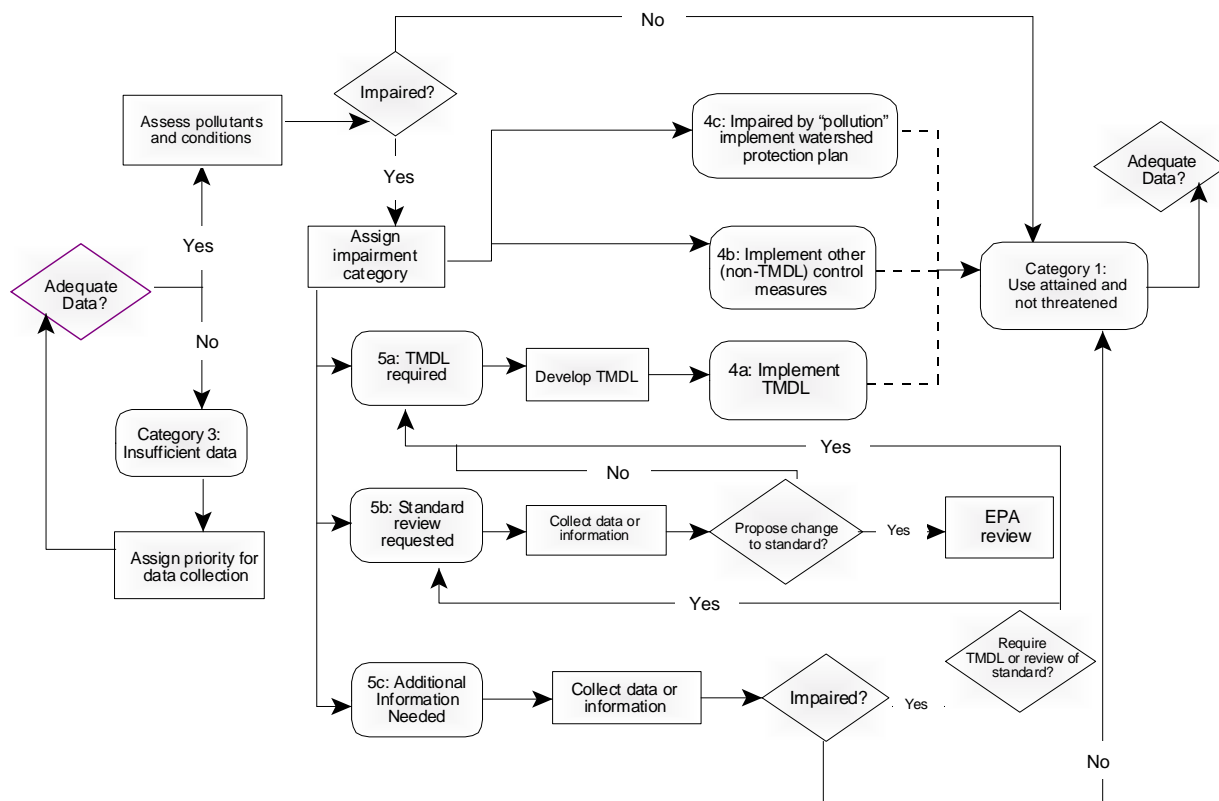 No
Impaired?
Assess pollutants
and conditions
4c: Impaired by “pollution”
implement watershed
protection plan
Adequate
Data?
Yes
Yes
Assign
impairment
category
4b: Implement other
(non-TMDL) control
measures
Category 1:
Use attained and
not threatened
Adequate
Data?
No
5a: TMDL
required
Develop TMDL
4a: Implement
TMDL
Category 3:
Insufficient data
Yes
No
5b: Standard
review
requested
Collect data or
information
Propose change
to standard?
Yes
EPA
review
Assign priority for
data collection
Yes
Require
TMDL or review of
standard?
5c: Additional
Information
Needed
Collect data or
information
Impaired?
Yes
No